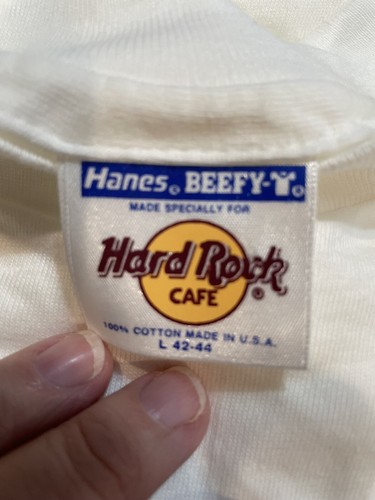 Hanes® BEEFY-T®
MADE SPECIALLY FOR
Hard Rock
CAFE ®
100% COTTON MADE IN U.S.A.
L 42-44